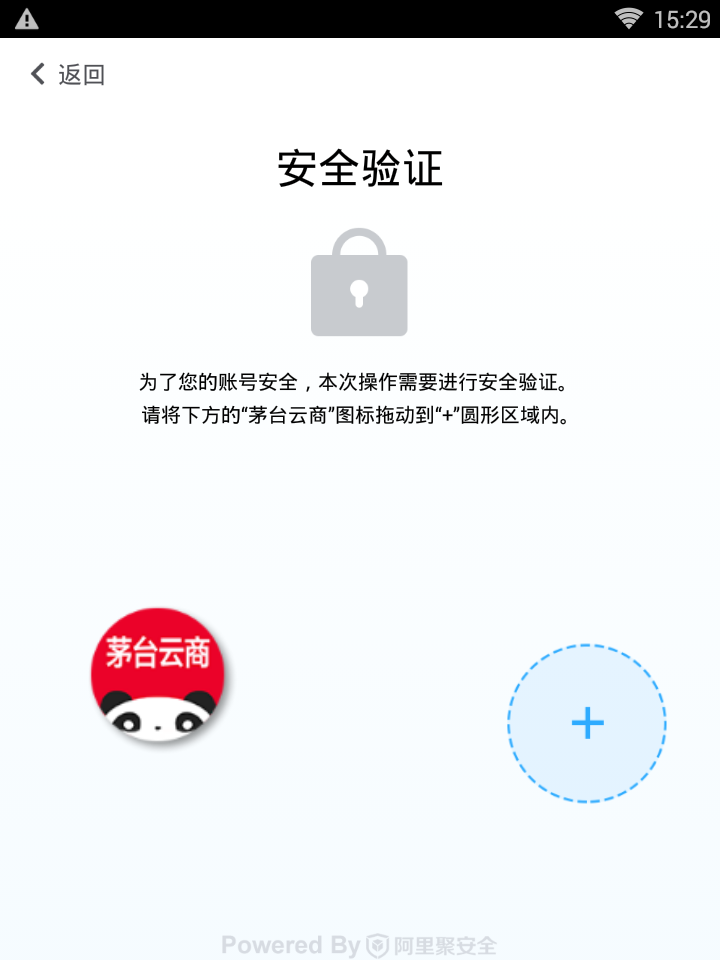 15:29
返回
安全验证
为了您的账号安全，本次操作需要进行安全验证。
请将下方的“茅台云商”图标拖动到“+”圆形区域内。
茅台云商
+
Powered By 阿里聚安全